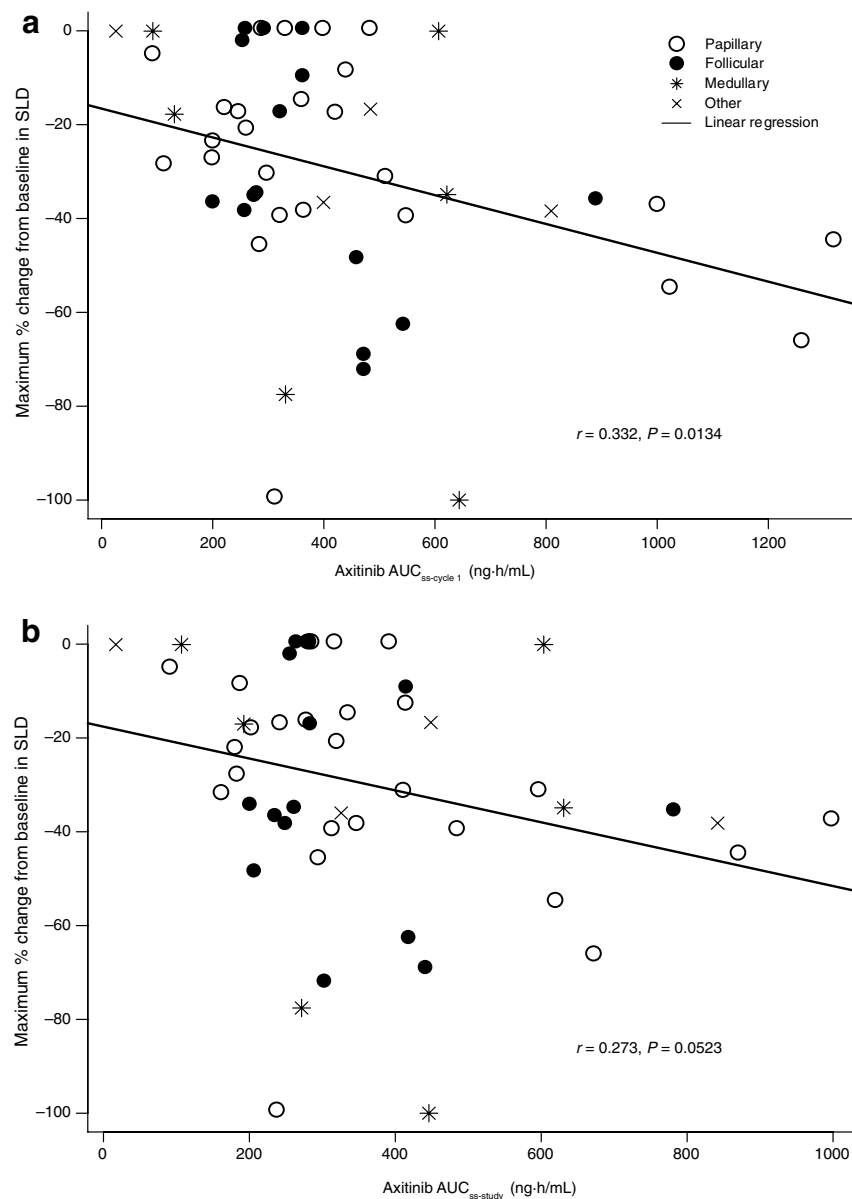 a
0
−20
−40
−60
−80
−100
Maximum % change from baseline in SLD
Papillary
Follicular
Medullary
Other
Linear regression
r = 0.332, P = 0.0134
0 200 400 600 800 1000 1200
Axitinib AUCss-cycle 1 (ng·h/mL)
b
0
−20
−40
−60
−80
−100
Maximum % change from baseline in SLD
r = 0.273, P = 0.0523
0 200 400 600 800 1000
Axitinib AUCss-study (ng·h/mL)